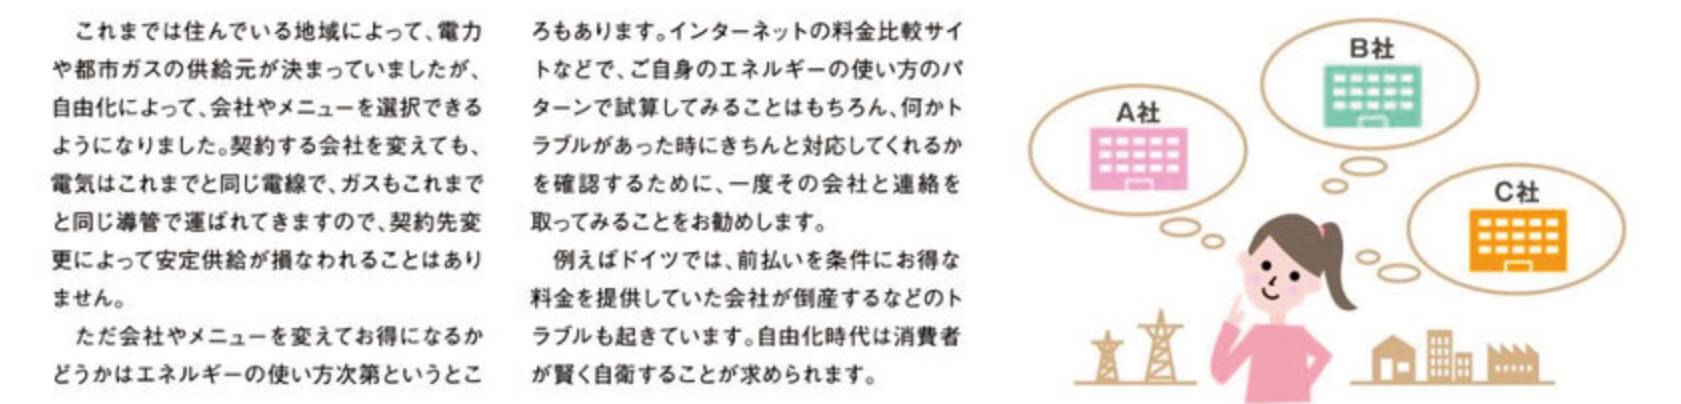 これまでは住んでいる地域によって、電力
や都市ガスの供給元が決まっていましたが、
自由化によって、会社やメニューを選択できる
ようになりました。契約する会社を変えても、
電気はこれまでと同じ電線で、ガスもこれまで
と同じ導管で運ばれてきますので、契約先変
更によって安定供給が損なわれることはあり
ません。
ただ会社やメニューを変えてお得になるか
どうかはエネルギーの使い方次第というとこ
ろもあります。インターネットの料金比較サイ
トなどで、ご自身のエネルギーの使い方のパ
ターンで試算してみることはもちろん、何かト
ラブルがあった時にきちんと対応してくれるか
を確認するために、一度その会社と連絡を
取ってみることをお勧めします。
例えばドイツでは、前払いを条件にお得な
料金を提供していた会社が倒産するなどのト
ラブルも起きています。自由化時代は消費者
が賢く自衛することが求められます。
A社
B社
C社